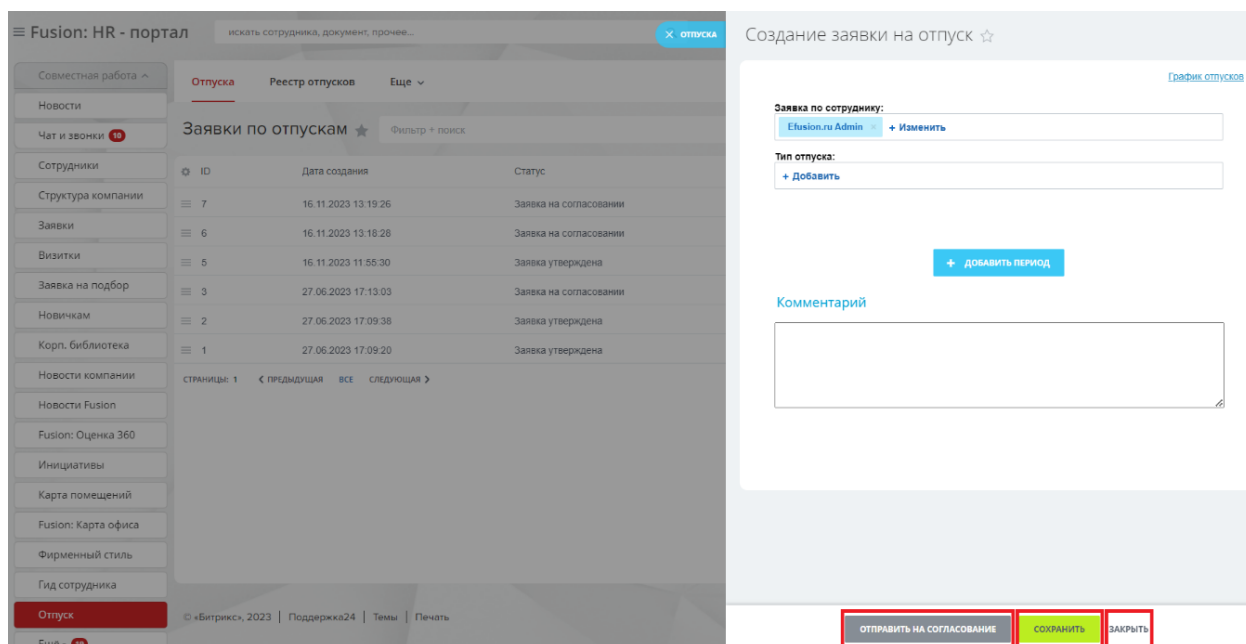 Fusion: HR - портал
искать сотрудника, документ, прочее...
ОТПУСКА
Совместная работа
Новости
Чат и звонки 10
Сотрудники
Структура компании
Заявки
Визитки
Заявка на подбор
Новичкам
Корп. библиотека
Новости компании
Новости Fusion
Fusion: Оценка 360
Инициативы
Карта помещений
Fusion: Карта офиса
Фирменный стиль
Гид сотрудника
Отпуск
Отпуска Реестр отпусков Еще
Заявки по отпускам Фильтр + поиск
ID Дата создания Статус
7 16.11.2023 13:19:26 Заявка на согласовании
6 16.11.2023 13:18:28 Заявка на согласовании
5 16.11.2023 11:55:30 Заявка утверждена
3 27.06.2023 17:13:03 Заявка на согласовании
2 27.06.2023 17:09:38 Заявка утверждена
1 27.06.2023 17:09:20 Заявка утверждена
СТРАНИЦЫ: 1 ПРЕДЫДУЩАЯ ВСЕ СЛЕДУЮЩАЯ
© «Битрикс», 2023 | Поддержка24 | Темы | Печать
Создание заявки на отпуск
График отпусков
Заявка по сотруднику:
Efusion.ru Admin × + Изменить
Тип отпуска:
+ Добавить
+ ДОБАВИТЬ ПЕРИОД
Комментарий
ОТПРАВИТЬ НА СОГЛАСОВАНИЕ СОХРАНИТЬ ЗАКРЫТЬ